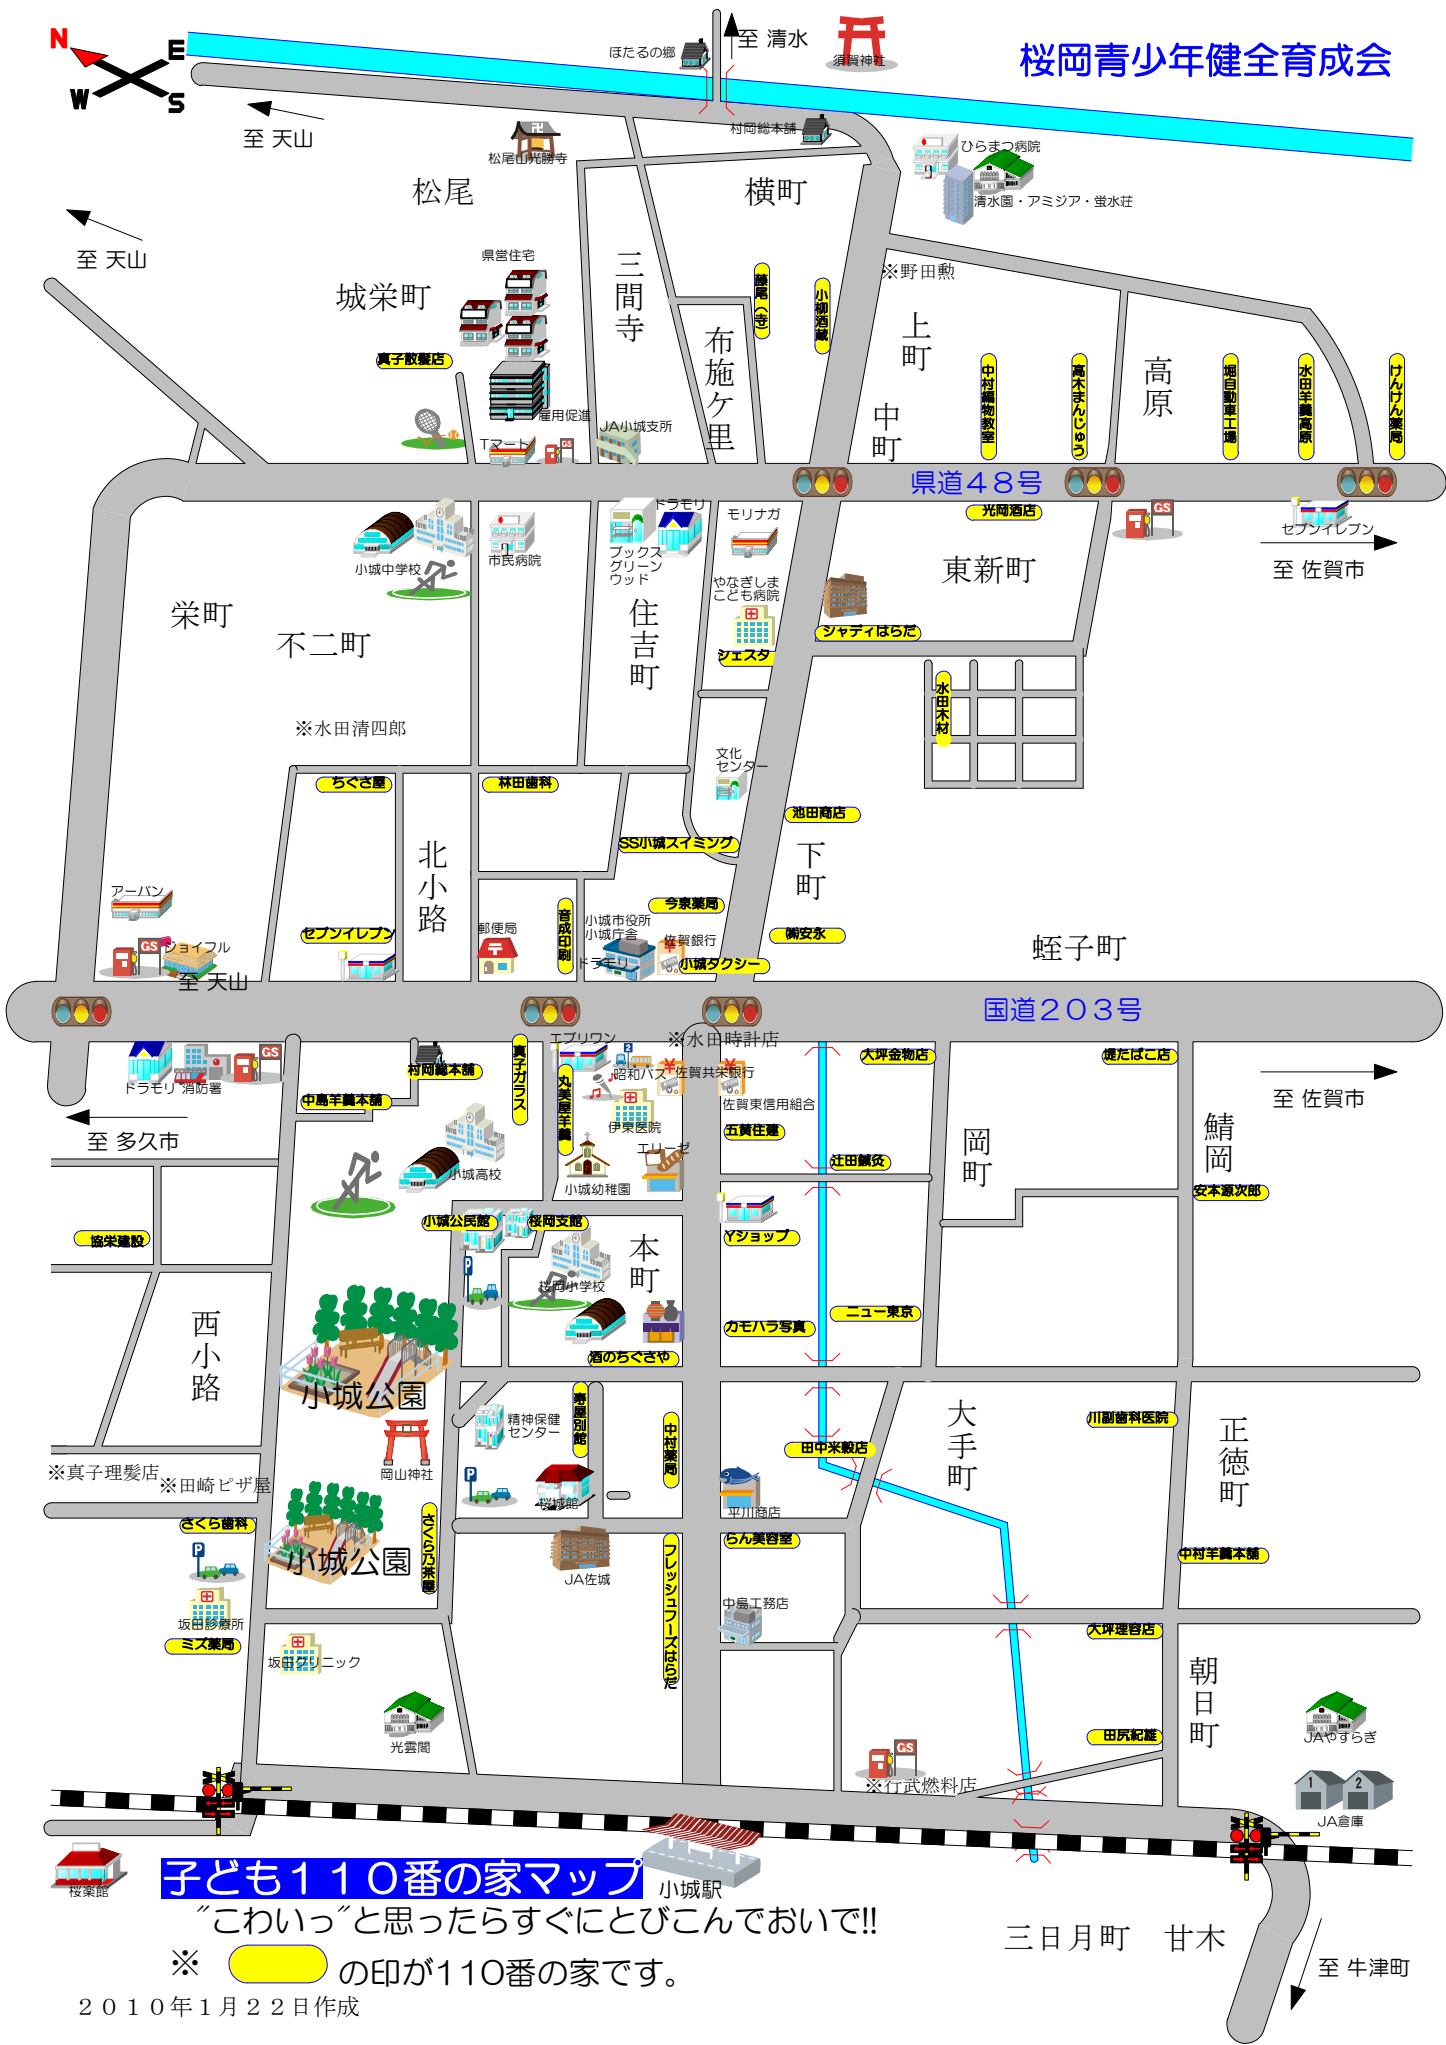 N
E
W
S
桜岡青少年健全育成会
至 清水
ほたるの郷
須賀神社
至 天山
松尾山光勝寺
村岡総本舗
ひらまつ病院
清水園・アミジア・蛍水荘
松尾
横町
至 天山
県営住宅
城栄町
三間寺
※野田勲
藤尾(寺)
小柳酒蔵
上町
布施ケ里
高原
真子散髪店
中村編物教室
高木まんじゅう
堀自動車工場
水田羊羹高原
けんけん薬局
中町
雇用促進
JA小城支所
Tマート
GS
県道48号
光岡酒店
GS
セブンイレブン
至 佐賀市
小城中学校
市民病院
ドラモリ
ブックス
グリーン
ウッド
モリナガ
やなぎしま
こども病院
東新町
栄町
不二町
住吉町
シャディはらだ
シェスタ
水田木材
※水田清四郎
文化
センター
ちぐさ屋
林田歯科
池田商店
SS小城スイミング
北小路
下町
アーバン
今泉薬局
音成印刷
小城市役所
小城庁舎
佐賀銀行
㈱安永
セブンイレブン
郵便局
GS
ジョイフル
ドラモリ
小城タクシー
蛭子町
至 天山
国道203号
エブリワン
※水田時計店
大坪金物店
堤たばこ店
ドラモリ
消防署
GS
村岡総本舗
真子ガラス
丸美屋羊羹
昭和バス
佐賀共栄銀行
至 佐賀市
中島羊羹本舗
佐賀東信用組合
至 多久市
伊東医院
五黄住建
岡町
鯖岡
小城高校
エリーゼ
辻田鍼灸
小城幼稚園
安本源次郎
協栄建設
小城公民館
桜岡支館
Yショップ
本町
P
桜岡小学校
西小路
カモハラ写真
ニュー東京
酒のちぐさや
小城公園
寿屋別館
精神保健
センター
中村薬局
大手町
川副歯科医院
正徳町
岡山神社
田中米穀店
※真子理髪店
※田崎ピザ屋
P
桜城館
平川商店
さくら歯科
さくら乃茶屋
らん美容室
P
小城公園
JA佐城
フレッシュフーズはらだ
中村羊羹本舗
坂田診療所
中島工務店
大坪理容店
ミズ薬局
坂田クリニック
朝日町
光雲閣
田尻紀雄
JAやすらぎ
GS
※行武燃料店
1
2
JA倉庫
桜楽館
子ども110番の家マップ
小城駅
"こわいっ"と思ったらすぐにとびこんでおいで!!
三日月町 甘木
※ の印が110番の家です。
至 牛津町
2010年1月22日作成